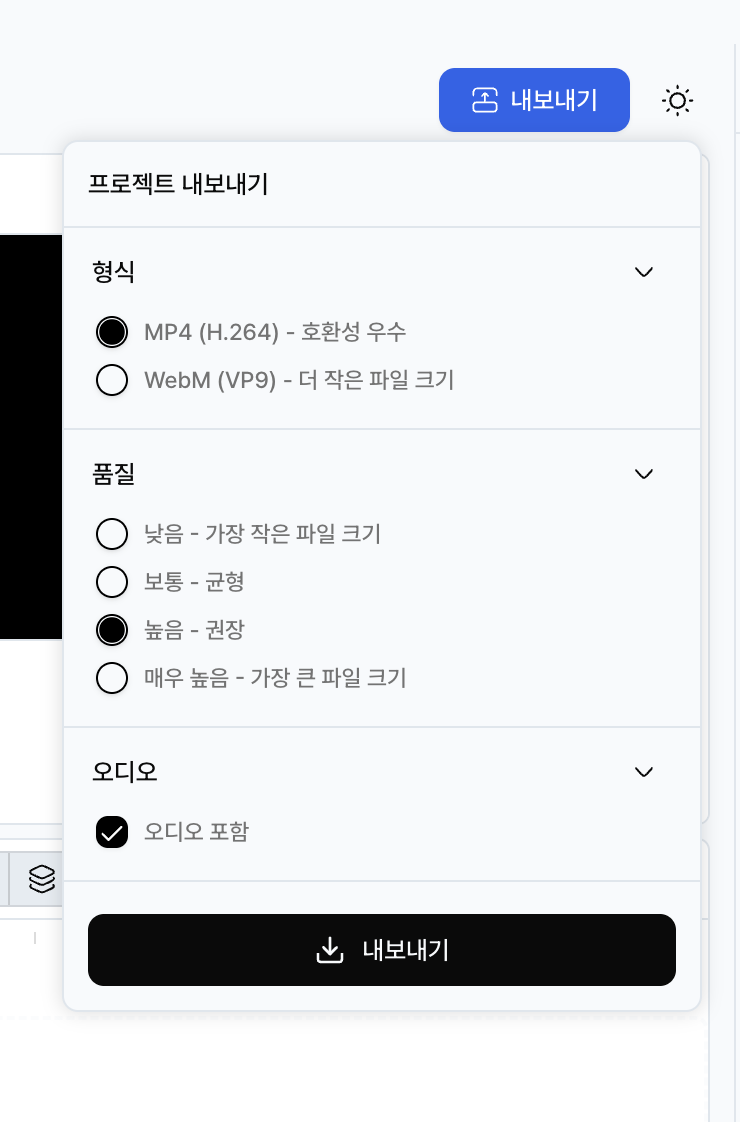 내보내기
프로젝트 내보내기
형식
MP4 (H.264) - 호환성 우수
WebM (VP9) - 더 작은 파일 크기
품질
낮음 - 가장 작은 파일 크기
보통 - 균형
높음 - 권장
매우 높음 - 가장 큰 파일 크기
오디오
오디오 포함
내보내기